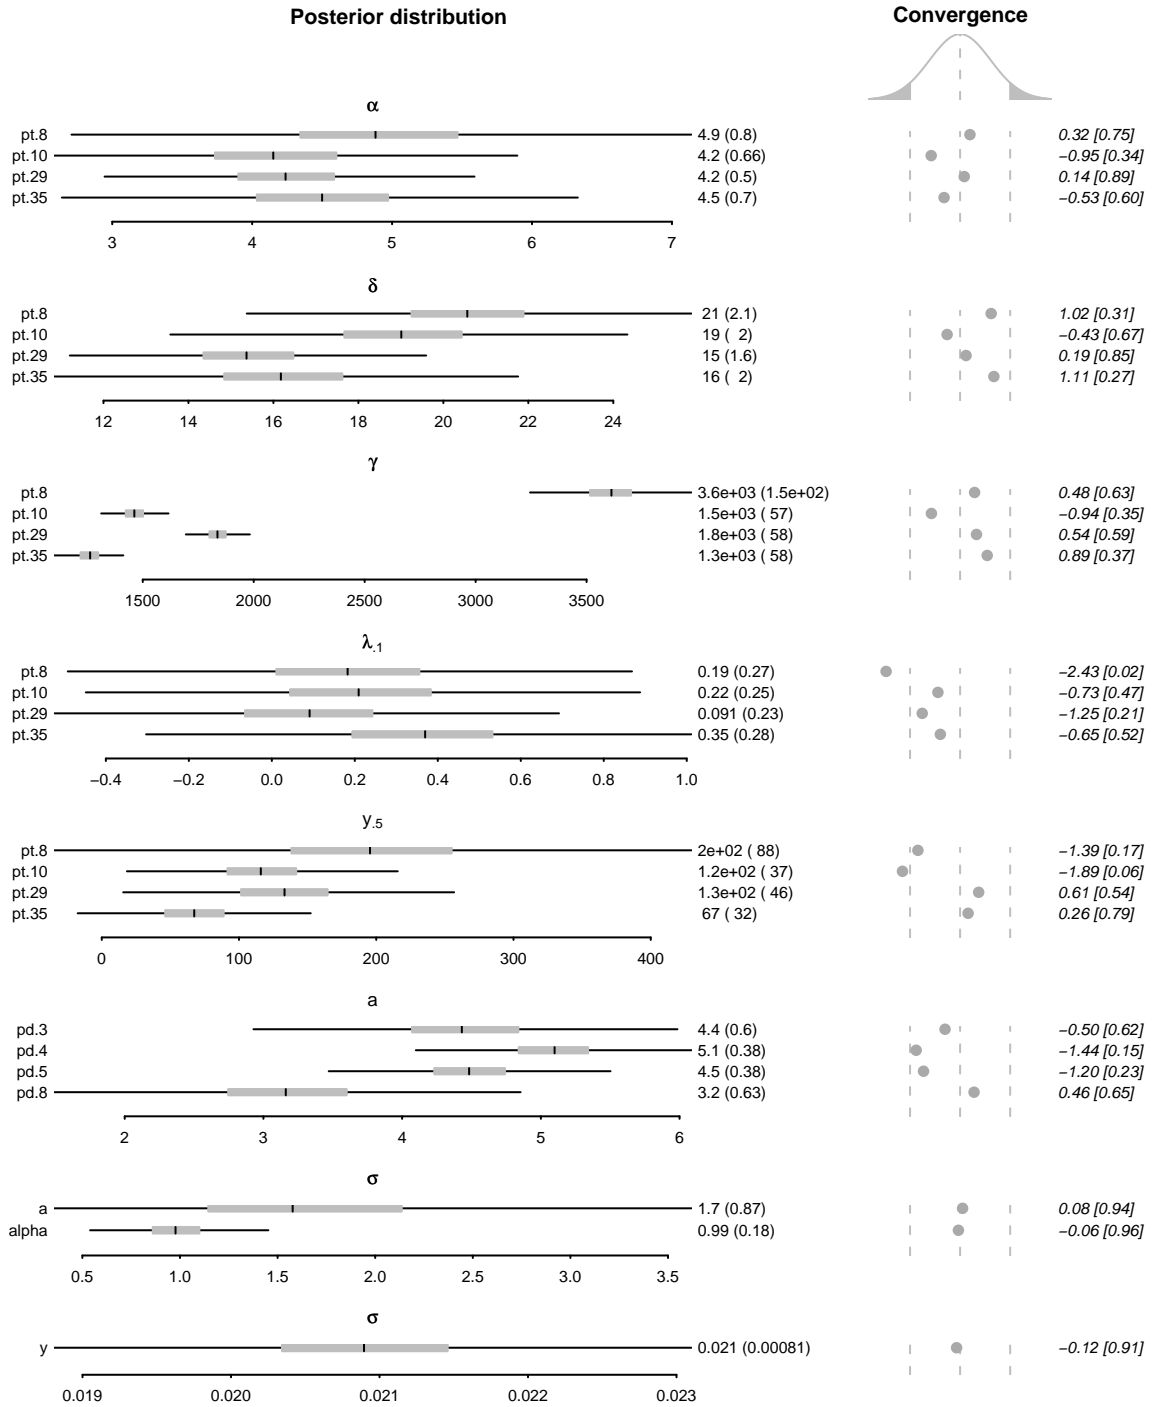 Posterior distribution Convergence
α
pt.8 4.9 (0.8) 0.32 [0.75]
pt.10 4.2 (0.66) −0.95 [0.34]
pt.29 4.2 (0.5) 0.14 [0.89]
pt.35 4.5 (0.7) −0.53 [0.60]
3 4 5 6 7
δ
pt.8 21 (2.1) 1.02 [0.31]
pt.10 19 ( 2) −0.43 [0.67]
pt.29 15 (1.6) 0.19 [0.85]
pt.35 16 ( 2) 1.11 [0.27]
12 14 16 18 20 22 24
γ
pt.8 3.6e+03 (1.5e+02) 0.48 [0.63]
pt.10 1.5e+03 ( 57) −0.94 [0.35]
pt.29 1.8e+03 ( 58) 0.54 [0.59]
pt.35 1.3e+03 ( 58) 0.89 [0.37]
1500 2000 2500 3000 3500
λ.1
pt.8 0.19 (0.27) −2.43 [0.02]
pt.10 0.22 (0.25) −0.73 [0.47]
pt.29 0.091 (0.23) −1.25 [0.21]
pt.35 0.35 (0.28) −0.65 [0.52]
−0.4 −0.2 0.0 0.2 0.4 0.6 0.8 1.0
y.5
pt.8 2e+02 ( 88) −1.39 [0.17]
pt.10 1.2e+02 ( 37) −1.89 [0.06]
pt.29 1.3e+02 ( 46) 0.61 [0.54]
pt.35 67 ( 32) 0.26 [0.79]
0 100 200 300 400
a
pd.3 4.4 (0.6) −0.50 [0.62]
pd.4 5.1 (0.38) −1.44 [0.15]
pd.5 4.5 (0.38) −1.20 [0.23]
pd.8 3.2 (0.63) 0.46 [0.65]
2 3 4 5 6
σ
a 1.7 (0.87) 0.08 [0.94]
alpha 0.99 (0.18) −0.06 [0.96]
0.5 1.0 1.5 2.0 2.5 3.0 3.5
σ
y 0.021 (0.00081) −0.12 [0.91]
0.019 0.020 0.021 0.022 0.023